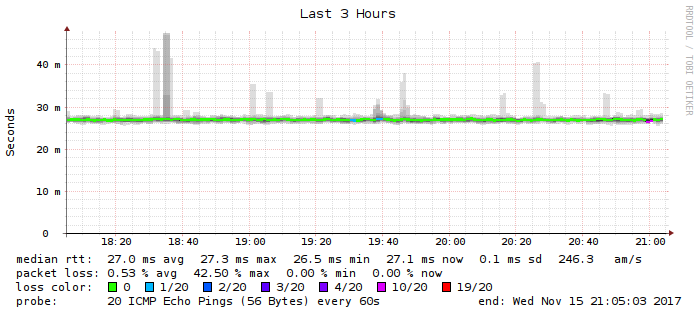 Last 3 Hours
RRDTOOL / TOBI OETIKER
Seconds
40 m
30 m
20 m
10 m
0
18:20 18:40 19:00 19:20 19:40 20:00 20:20 20:40 21:00
median rtt: 27.0 ms avg 27.3 ms max 26.5 ms min 27.1 ms now 0.1 ms sd 246.3 am/s
packet loss: 0.53 % avg 42.50 % max 0.00 % min 0.00 % now
loss color: 0 1/20 2/20 3/20 4/20 10/20 19/20
probe: 20 ICMP Echo Pings (56 Bytes) every 60s end: Wed Nov 15 21:05:03 2017